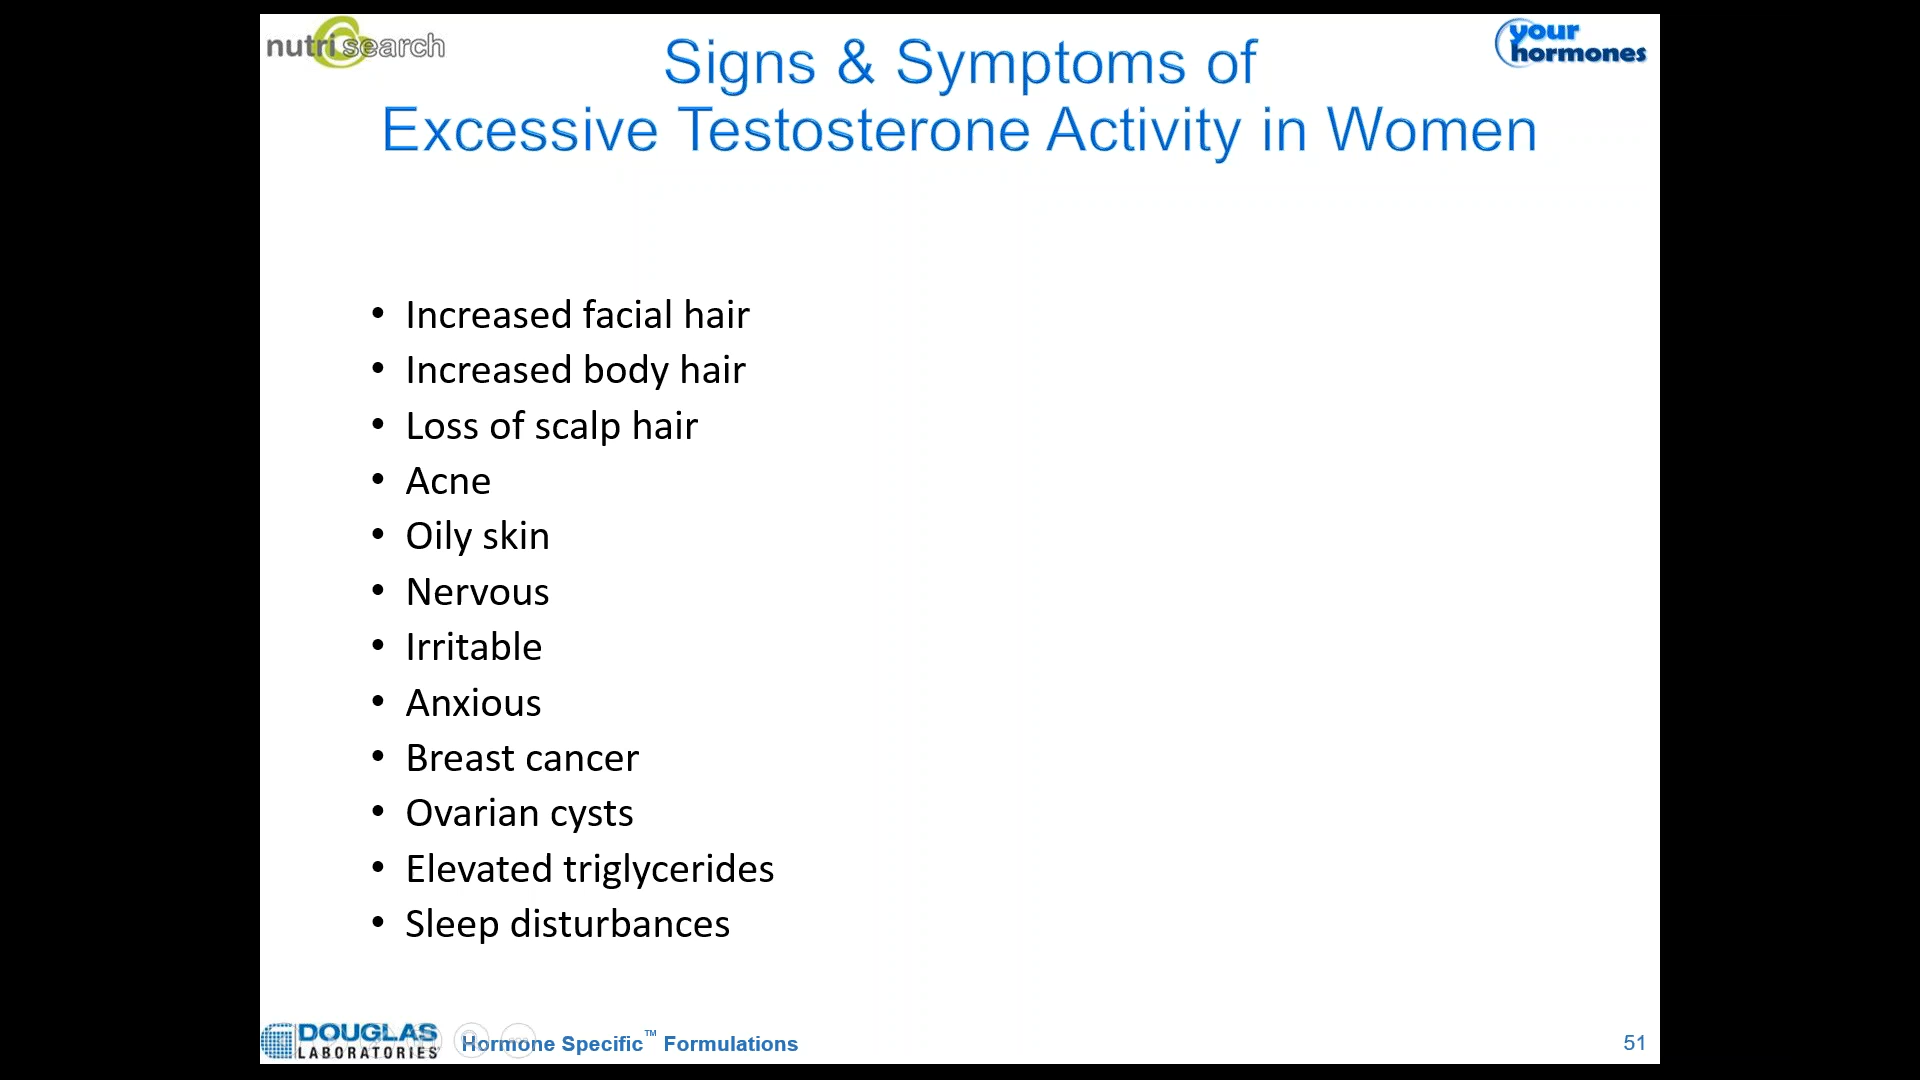 nutrisearch
your
hormones
Signs & Symptoms of
Excessive Testosterone Activity in Women
• Increased facial hair
• Increased body hair
• Loss of scalp hair
• Acne
• Oily skin
• Nervous
• Irritable
• Anxious
• Breast cancer
• Ovarian cysts
• Elevated triglycerides
• Sleep disturbances
DOUGLAS
LABORATORIES
Hormone Specific™ Formulations
51